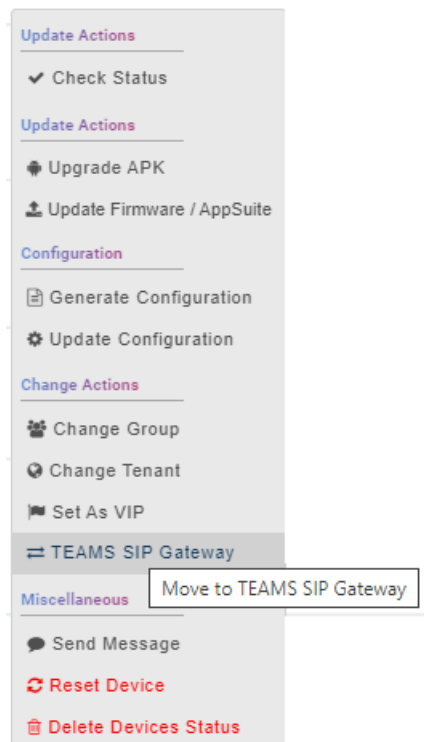 Update Actions
Check Status
Update Actions
Upgrade APK
Update Firmware / AppSuite
Configuration
Generate Configuration
Update Configuration
Change Actions
Change Group
Change Tenant
Set As VIP
TEAMS SIP Gateway
Move to TEAMS SIP Gateway
Miscellaneous
Send Message
Reset Device
Delete Devices Status